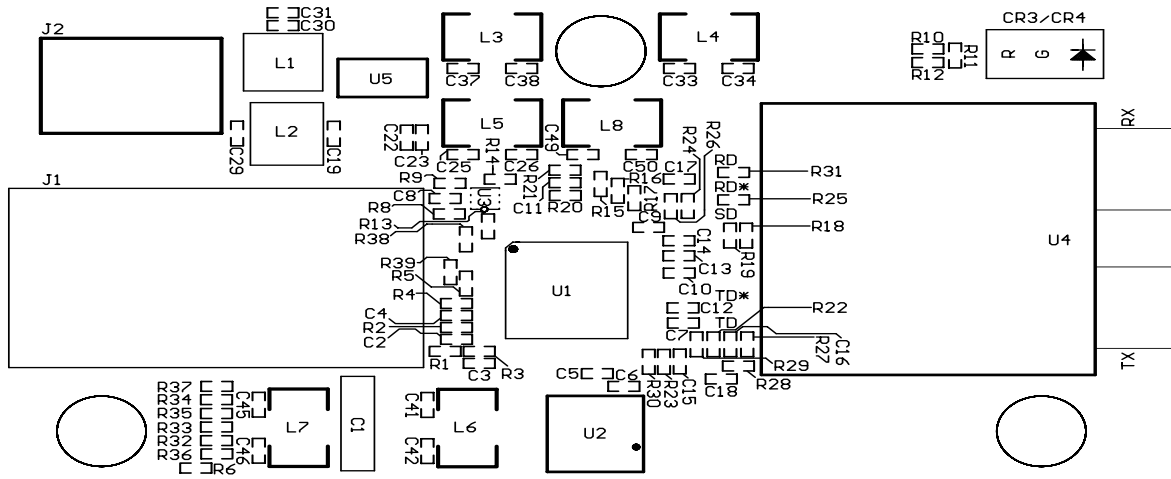 C31
C30
J2
L1
U5
L3
C37
C38
L4
C33
C34
CR3/CR4
R G
R10
R12
R11
L2
C29
C19
C22
C23
L5
C25
C26
R14
L8
C49
C50
R24
R26
C17
RD
R31
RD*
R25
SD
R18
R19
U4
RX
TX
J1
R9
C8
R8
R13
R38
U3
R21
C11
R20
R15
R16
R17
C9
C14
C13
C10
R39
R5
R4
C4
R2
C2
R1
C3
R3
U1
C12
C7
TD*
TD
R22
C16
R27
R29
R28
C18
C15
R23
R30
C5
C6
R37
R34
R35
R33
R32
R36
R6
C45
C46
L7
C1
C41
C42
L6
U2